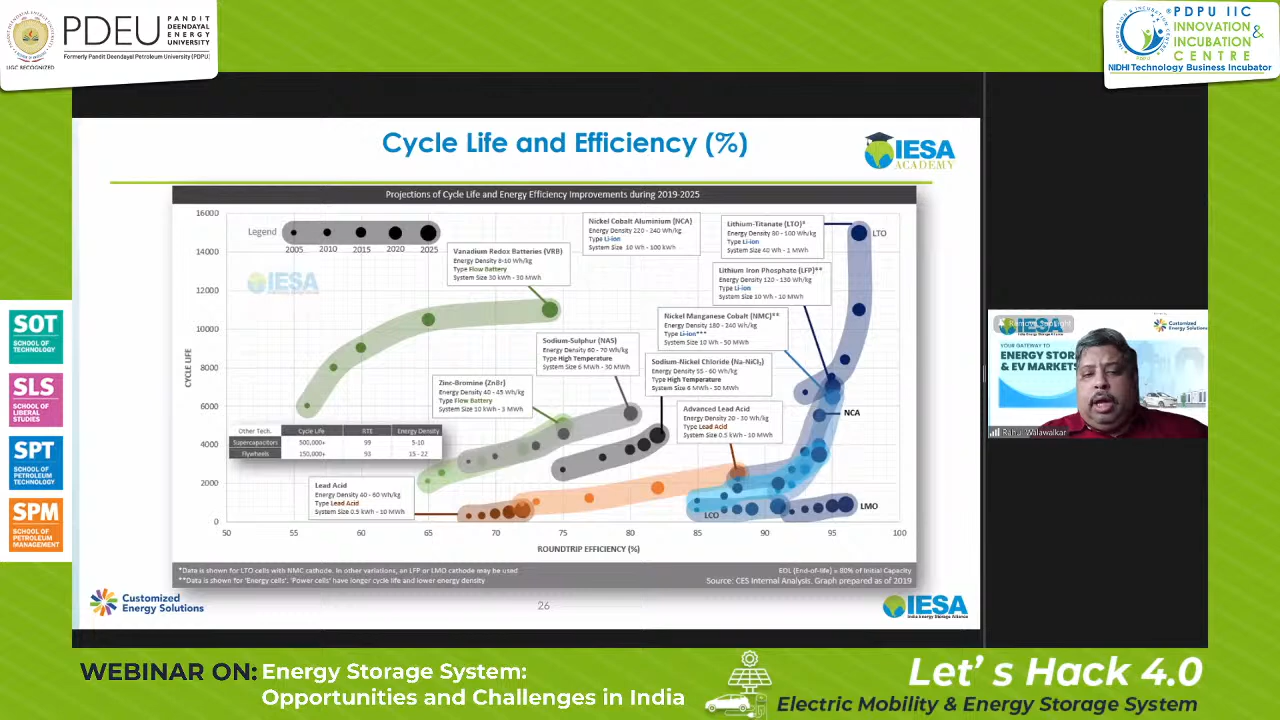 PDEU
PANDIT
DEENDAYAL
ENERGY
UNIVERSITY
Formerly Pandit Deendayal Petroleum University (PDPU)
UGC RECOGNIZED
PDPU IIC
INNOVATION &
INCUBATION
CENTRE
NIDHI Technology Business Incubator
Cycle Life and Efficiency (%)
IESA
ACADEMY
Projections of Cycle Life and Energy Efficiency Improvements during 2019-2025
Legend
2005 2010 2015 2020 2025
IESA
Vanadium Redox Batteries (VRB)
Energy Density 8-10 Wh/kg
Type Flow Battery
System Size 30 kWh - 30 MWh
Nickel Cobalt Aluminium (NCA)
Energy Density 220 - 240 Wh/kg
Type Li-ion
System Size 10 Wh - 100 kWh
Lithium-Titanate (LTO)*
Energy Density 80 - 100 Wh/kg
Type Li-ion
System Size 40 Wh - 1 MWh
LTO
Lithium Iron Phosphate (LFP)**
Energy Density 120 - 130 Wh/kg
Type Li-ion
System Size 10 Wh - 10 MWh
Nickel Manganese Cobalt (NMC)**
Energy Density 180 - 240 Wh/kg
Type Li-ion***
System Size 10 Wh - 50 MWh
Sodium-Sulphur (NAS)
Energy Density 60 - 70 Wh/kg
Type High Temperature
System Size 6 MWh - 30 MWh
Sodium-Nickel Chloride (Na-NiCl₂)
Energy Density 55 - 60 Wh/kg
Type High Temperature
System Size 6 MWh - 30 MWh
Zinc-Bromine (ZnBr)
Energy Density 40 - 45 Wh/kg
Type Flow Battery
System Size 10 kWh - 3 MWh
Advanced Lead Acid
Energy Density 20 - 30 Wh/kg
Type Lead Acid
System Size 0.5 kWh - 10 MWh
NCA
Other Tech. Cycle Life RTE Energy Density
Supercapacitors 500,000+ 99 5-10
Flywheels 150,000+ 93 15 - 22
Lead Acid
Energy Density 40 - 60 Wh/kg
Type Lead Acid
System Size 0.5 kWh - 10 MWh
LCO
LMO
CYCLE LIFE
16000
14000
12000
10000
8000
6000
4000
2000
0
50 55 60 65 70 75 80 85 90 95 100
ROUNDTRIP EFFICIENCY (%)
*Data is shown for LTO cells with NMC cathode. In other variations, an LFP or LMO cathode may be used
**Data is shown for 'Energy cells'. 'Power cells' have longer cycle life and lower energy density
EOL (End-of-life) = 80% of Initial Capacity
Source: CES Internal Analysis. Graph prepared as of 2019
Customized
Energy Solutions
26
IESA
India Energy Storage Alliance
SOT
SCHOOL OF
TECHNOLOGY
SLS
SCHOOL OF
LIBERAL
STUDIES
SPT
SCHOOL OF
PETROLEUM
TECHNOLOGY
SPM
SCHOOL OF
PETROLEUM
MANAGEMENT
Customized
Energy Solutions
YOUR GATEWAY TO
ENERGY STOR
& EV MARKETS
Rahul Walawalkar
WEBINAR ON: Energy Storage System:
Opportunities and Challenges in India
Let's Hack 4.0
Electric Mobility & Energy Storage System